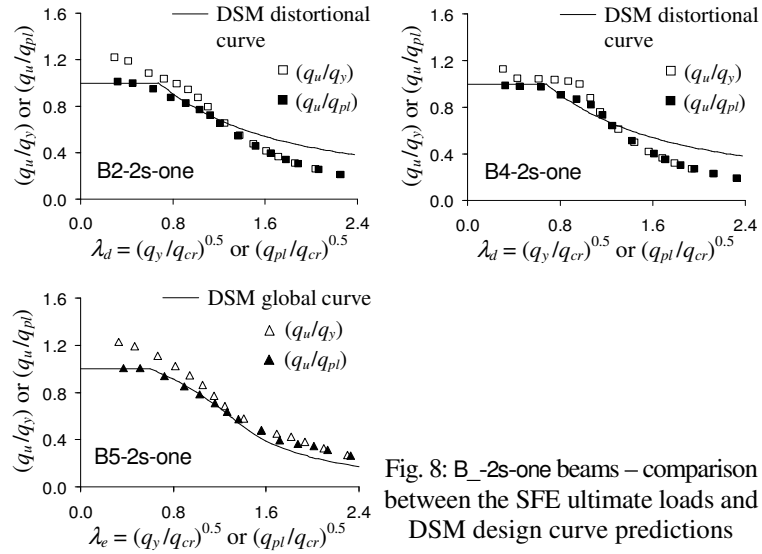 (qu/qy) or (qu/qpl)
1.6
1.2
0.8
0.4
0.0
DSM distortional
curve
(qu/qy)
(qu/qpl)
B2-2s-one
0.0 0.8 1.6 2.4
λd = (qy/qcr)^0.5 or (qpl/qcr)^0.5
(qu/qy) or (qu/qpl)
1.6
1.2
0.8
0.4
0.0
DSM distortional
curve
(qu/qy)
(qu/qpl)
B4-2s-one
0.0 0.8 1.6 2.4
λd = (qy/qcr)^0.5 or (qpl/qcr)^0.5
(qu/qy) or (qu/qpl)
1.6
1.2
0.8
0.4
0.0
DSM global curve
(qu/qy)
(qu/qpl)
B5-2s-one
0.0 0.8 1.6 2.4
λe = (qy/qcr)^0.5 or (qpl/qcr)^0.5
Fig. 8: B_-2s-one beams – comparison
between the SFE ultimate loads and
DSM design curve predictions